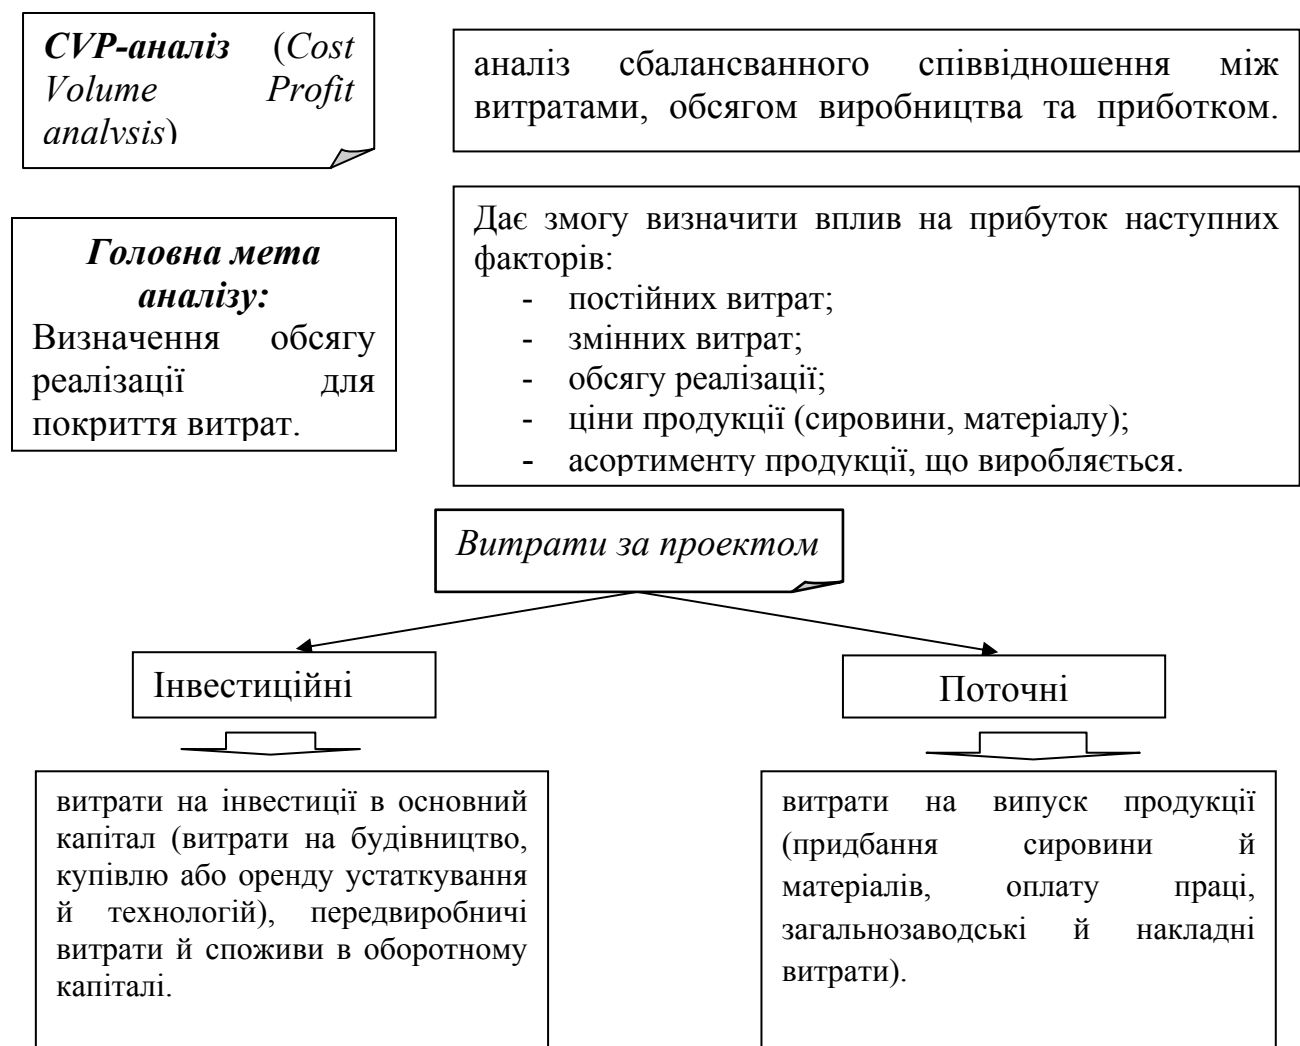 CVP-аналіз (Cost
Volume Profit
analysis)
аналіз сбалансванного співвідношення між
витратами, обсягом виробництва та приботком.
Головна мета
аналізу:
Визначення обсягу
реалізації для
покриття витрат.
Дає змогу визначити вплив на прибуток наступних
факторів:
- постійних витрат;
- змінних витрат;
- обсягу реалізації;
- ціни продукції (сировини, матеріалу);
- асортименту продукції, що виробляється.
Витрати за проектом
Інвестиційні
Поточні
витрати на інвестиції в основний
капітал (витрати на будівництво,
купівлю або оренду устаткування
й технологій), передвиробничі
витрати й споживи в оборотному
капіталі.
витрати на випуск продукції
(придбання сировини й
матеріалів, оплату праці,
загальнозаводські й накладні
витрати).